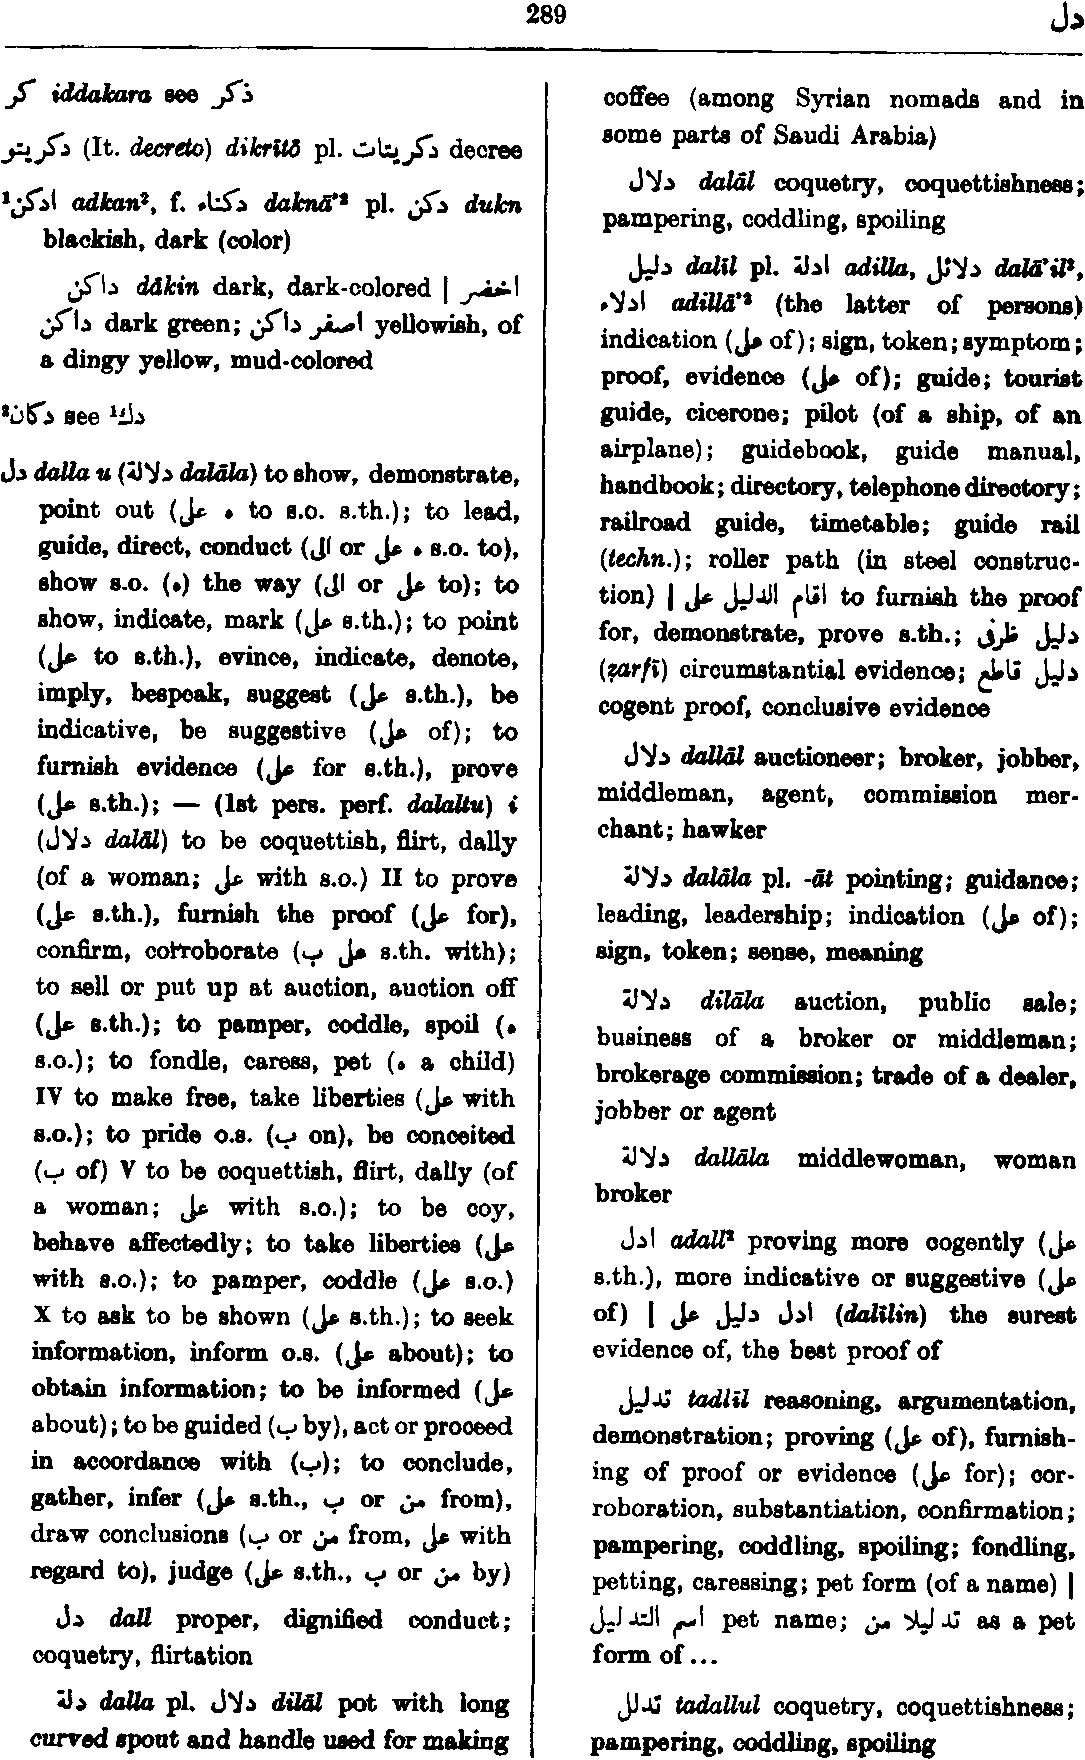 289
دل
كر iddakara see ذكر
دكريتو (It. decreto) dikrītō pl. دكريتات decree
ادكن¹ adkan², f. دكناء daknā'² pl. دكن dukn
blackish, dark (color)
داكن dākin dark, dark-colored | اخضر
داكن dark green; اصفر داكن yellowish, of
a dingy yellow, mud-colored
دكان² see دك¹
دل dalla u (دلالة dalāla) to show, demonstrate,
point out (ه على to s.o. s.th.); to lead,
guide, direct, conduct (ه على or الى s.o. to),
show s.o. (ه) the way (الى or على to); to
show, indicate, mark (على s.th.); to point
(على to s.th.), evince, indicate, denote,
imply, bespeak, suggest (على s.th.), be
indicative, be suggestive (على of); to
furnish evidence (على for s.th.), prove
(على s.th.); — (1st pers. perf. dalaltu) i
(دلال dalāl) to be coquettish, flirt, dally
(of a woman; على with s.o.) II to prove
(على s.th.), furnish the proof (على for),
confirm, corroborate (على ب s.th. with);
to sell or put up at auction, auction off
(على s.th.); to pamper, coddle, spoil (ه
s.o.); to fondle, caress, pet (ه a child)
IV to make free, take liberties (على with
s.o.); to pride o.s. (ب on), be conceited
(ب of) V to be coquettish, flirt, dally (of
a woman; على with s.o.); to be coy,
behave affectedly; to take liberties (على
with s.o.); to pamper, coddle (على s.o.)
X to ask to be shown (على s.th.); to seek
information, inform o.s. (على about); to
obtain information; to be informed (على
about); to be guided (ب by), act or proceed
in accordance with (ب); to conclude,
gather, infer (على s.th., ب or من from),
draw conclusions (ب or من from, على with
regard to), judge (على s.th., ب or من by)
دل dall proper, dignified conduct;
coquetry, flirtation
دلة dalla pl. دلال dilāl pot with long
curved spout and handle used for making
coffee (among Syrian nomads and in
some parts of Saudi Arabia)
دلال dalāl coquetry, coquettishness;
pampering, coddling, spoiling
دليل dalīl pl. ادلة adilla, دلائل dalā'il²,
ادلاء adillā'² (the latter of persons)
indication (على of); sign, token; symptom;
proof, evidence (على of); guide; tourist
guide, cicerone; pilot (of a ship, of an
airplane); guidebook, guide manual,
handbook; directory, telephone directory;
railroad guide, timetable; guide rail
(techn.); roller path (in steel construc-
tion) | اقام الدليل على to furnish the proof
for, demonstrate, prove s.th.; دليل ظرفى
(ẓarfī) circumstantial evidence; دليل قاطع
cogent proof, conclusive evidence
دلال dallāl auctioneer; broker, jobber,
middleman, agent, commission mer-
chant; hawker
دلالة dalāla pl. -āt pointing; guidance;
leading, leadership; indication (على of);
sign, token; sense, meaning
دلالة dilāla auction, public sale;
business of a broker or middleman;
brokerage commission; trade of a dealer,
jobber or agent
دلالة dallāla middlewoman, woman
broker
ادل adall² proving more cogently (على
s.th.), more indicative or suggestive (على
of) | ادل دليل على (dalīlin) the surest
evidence of, the best proof of
تدليل tadlīl reasoning, argumentation,
demonstration; proving (على of), furnish-
ing of proof or evidence (على for); cor-
roboration, substantiation, confirmation;
pampering, coddling, spoiling; fondling,
petting, caressing; pet form (of a name) |
اسم التدليل pet name; تدليلا من as a pet
form of...
تدلل tadallul coquetry, coquettishness;
pampering, coddling, spoiling